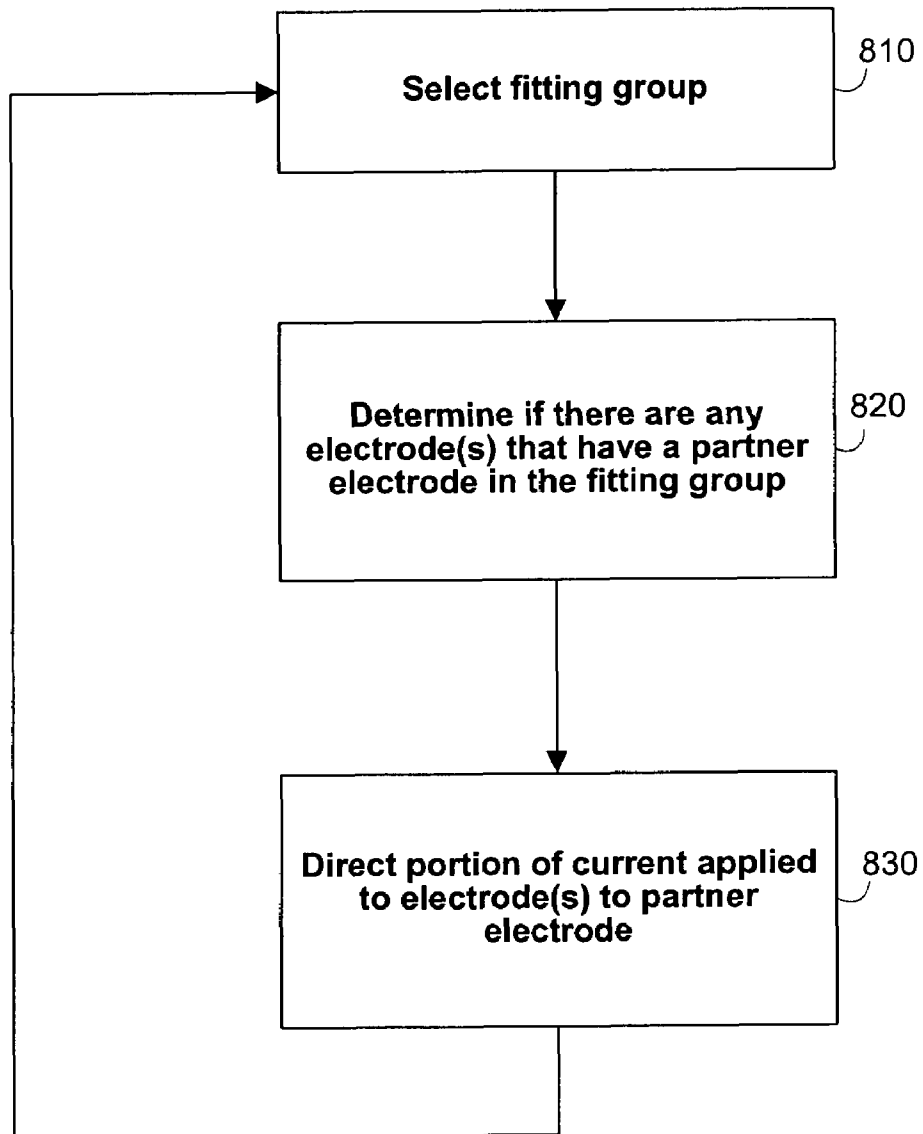 Select fitting group
810
Determine if there are any
electrode(s) that have a partner
electrode in the fitting group
820
Direct portion of current applied
to electrode(s) to partner
electrode
830